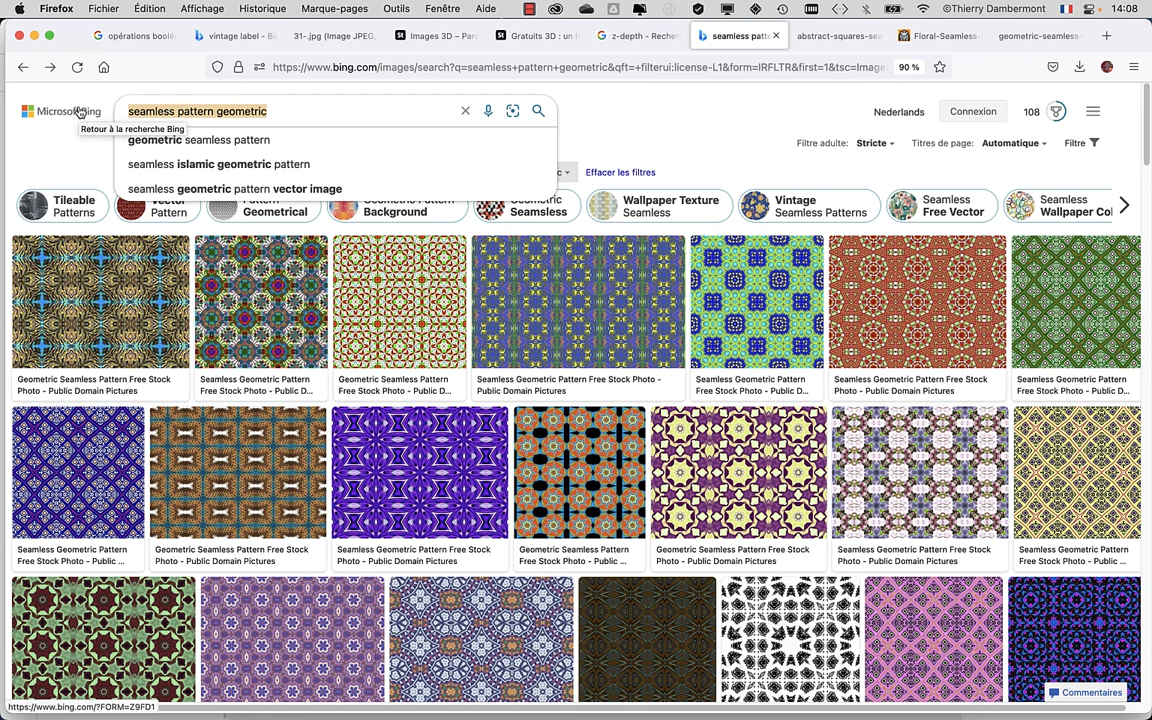 Firefox Fichier Édition Affichage Historique Marque-pages Outils Fenêtre Aide ©Thierry Dambermont 14:08
opérations boolé vintage label - Bi 31-.jpg (Image JPEG, Images 3D – Parc Gratuits 3D : un l z-depth - Recher seamless patte abstract-squares-sea Floral-Seamless- geometric-seamless-
https://www.bing.com/images/search?q=seamless+pattern+geometric&qft=+filterui:license-L1&form=IRFLTR&first=1&tsc=Image 90 %
Microsoft Bing seamless pattern geometric Nederlands Connexion 108
Retour à la recherche Bing
geometric seamless pattern
Filtre adulte: Stricte Titres de page: Automatique Filtre
seamless islamic geometric pattern
Effacer les filtres
seamless geometric pattern vector image
Tileable Patterns
Vector Pattern
Pattern Geometrical
Geometric Pattern Background
Geometric Seamsless
Wallpaper Texture Seamless
Vintage Seamless Patterns
Seamless Free Vector
Seamless Wallpaper Col
Geometric Seamless Pattern Free Stock
Photo - Public Domain Pictures
Seamless Geometric Pattern
Free Stock Photo - Public D...
Geometric Seamless Pattern
Free Stock Photo - Public D...
Geometric Seamless Pattern Free Stock Photo -
Public Domain Pictures
Seamless Geometric Pattern
Free Stock Photo - Public D...
Geometric Seamless Pattern Free Stock
Photo - Public Domain Pictures
Seamless Geometric Pattern
Free Stock Photo - Public D...
Seamless Geometric Pattern
Free Stock Photo - Public ...
Geometric Seamless Pattern Free Stock
Photo - Public Domain Pictures
Seamless Geometric Pattern Free Stock
Photo - Public Domain Pictures
Geometric Seamless Pattern
Free Stock Photo - Public ...
Seamless Geometric Pattern Free Stock
Photo - Public Domain Pictures
Seamless Geometric Pattern Free Stock
Photo - Public Domain Pictures
Seamless Geometric Pattern
Free Stock Photo - Public ...
Commentaires
https://www.bing.com/?FORM=Z9FD1